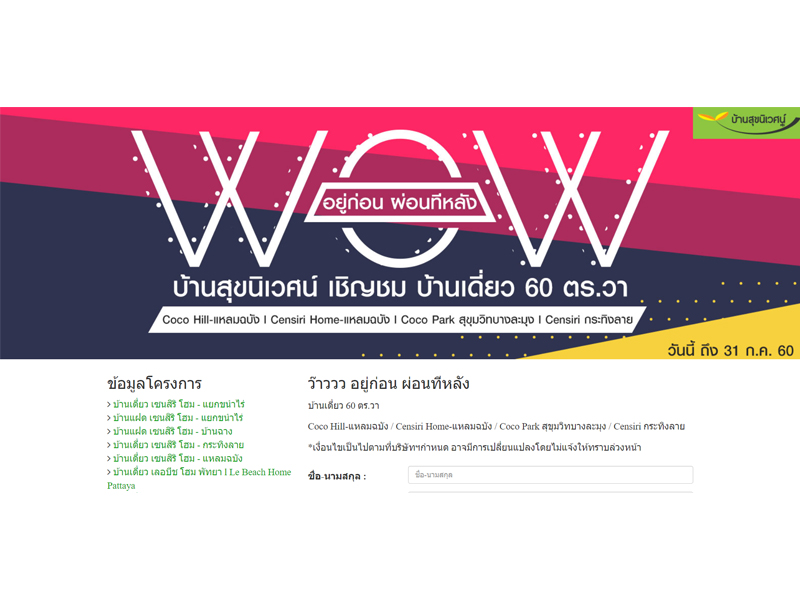 บ้านสุขนิเวศน์
WOW
อยู่ก่อน ผ่อนทีหลัง
บ้านสุขนิเวศน์ เชิญชม บ้านเดี่ยว 60 ตร.วา
Coco Hill-แหลมฉบัง l Censiri Home-แหลมฉบัง l Coco Park สุขุมวิทบางละมุง l Censiri กระทิงลาย
วันนี้ ถึง 31 ก.ค. 60
ข้อมูลโครงการ
> บ้านเดี่ยว เซนสิริ โฮม - แยกขนำไร่
> บ้านแฝด เซนสิริ โฮม - แยกขนำไร่
> บ้านแฝด เซนสิริ โฮม - บ้านฉาง
> บ้านเดี่ยว เซนสิริ โฮม - กระทิงลาย
> บ้านเดี่ยว เซนสิริ โฮม - แหลมฉบัง
> บ้านเดี่ยว เลอบีช โฮม พัทยา l Le Beach Home
Pattaya
ว๊าววว อยู่ก่อน ผ่อนทีหลัง
บ้านเดี่ยว 60 ตร.วา
Coco Hill-แหลมฉบัง / Censiri Home-แหลมฉบัง / Coco Park สุขุมวิทบางละมุง / Censiri กระทิงลาย
*เงื่อนไขเป็นไปตามที่บริษัทฯกำหนด อาจมีการเปลี่ยนแปลงโดยไม่แจ้งให้ทราบล่วงหน้า
ชื่อ-นามสกุล :
ชื่อ-นามสกุล